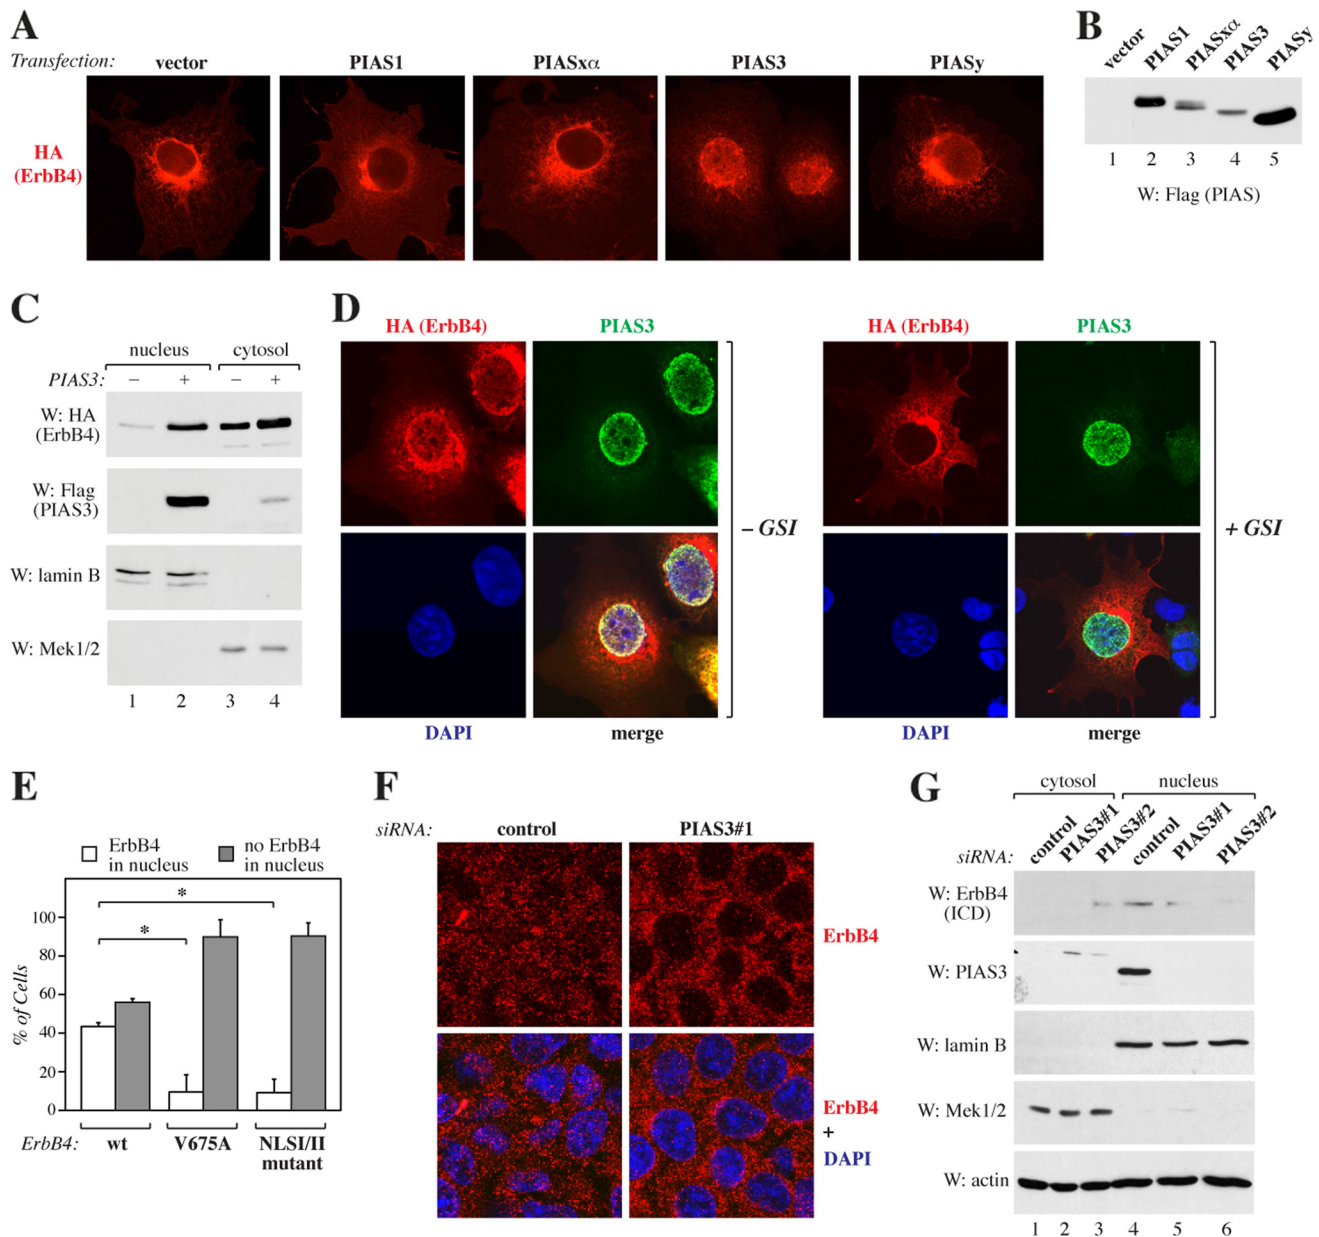 A
Transfection: vector PIAS1 PIASxα PIAS3 PIASy
HA
(ErbB4)
B
vector PIAS1 PIASxα PIAS3 PIASy
1 2 3 4 5
W: Flag (PIAS)
C
nucleus cytosol
PIAS3: – + – +
W: HA
(ErbB4)
W: Flag
(PIAS3)
W: lamin B
W: Mek1/2
1 2 3 4
D
HA (ErbB4) PIAS3 HA (ErbB4) PIAS3
– GSI + GSI
DAPI merge DAPI merge
E
ErbB4
in nucleus
no ErbB4
in nucleus
* 
*
% of Cells
100
80
60
40
20
0
ErbB4: wt V675A NLSI/II
mutant
F
siRNA: control PIAS3#1
ErbB4
ErbB4
+
DAPI
G
cytosol nucleus
siRNA: control PIAS3#1 PIAS3#2 control PIAS3#1 PIAS3#2
W: ErbB4
(ICD)
W: PIAS3
W: lamin B
W: Mek1/2
W: actin
1 2 3 4 5 6